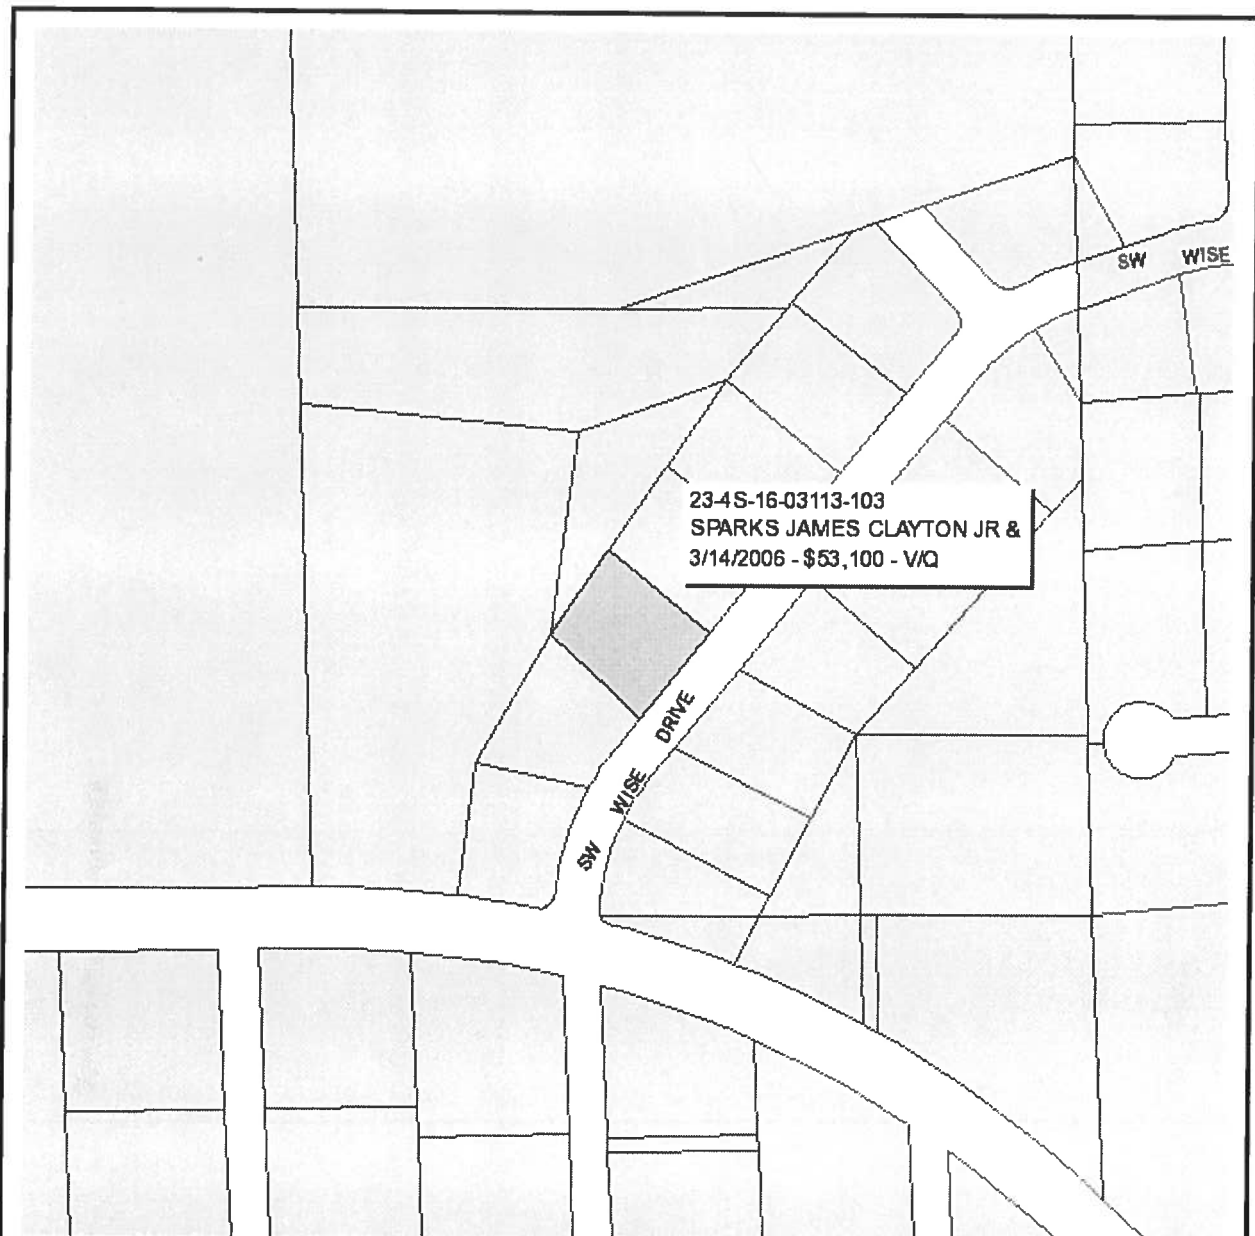 SW WISE
23-4S-16-03113-103
SPARKS JAMES CLAYTON JR &
3/14/2006 - $53,100 - V/Q
SW WISE DRIVE